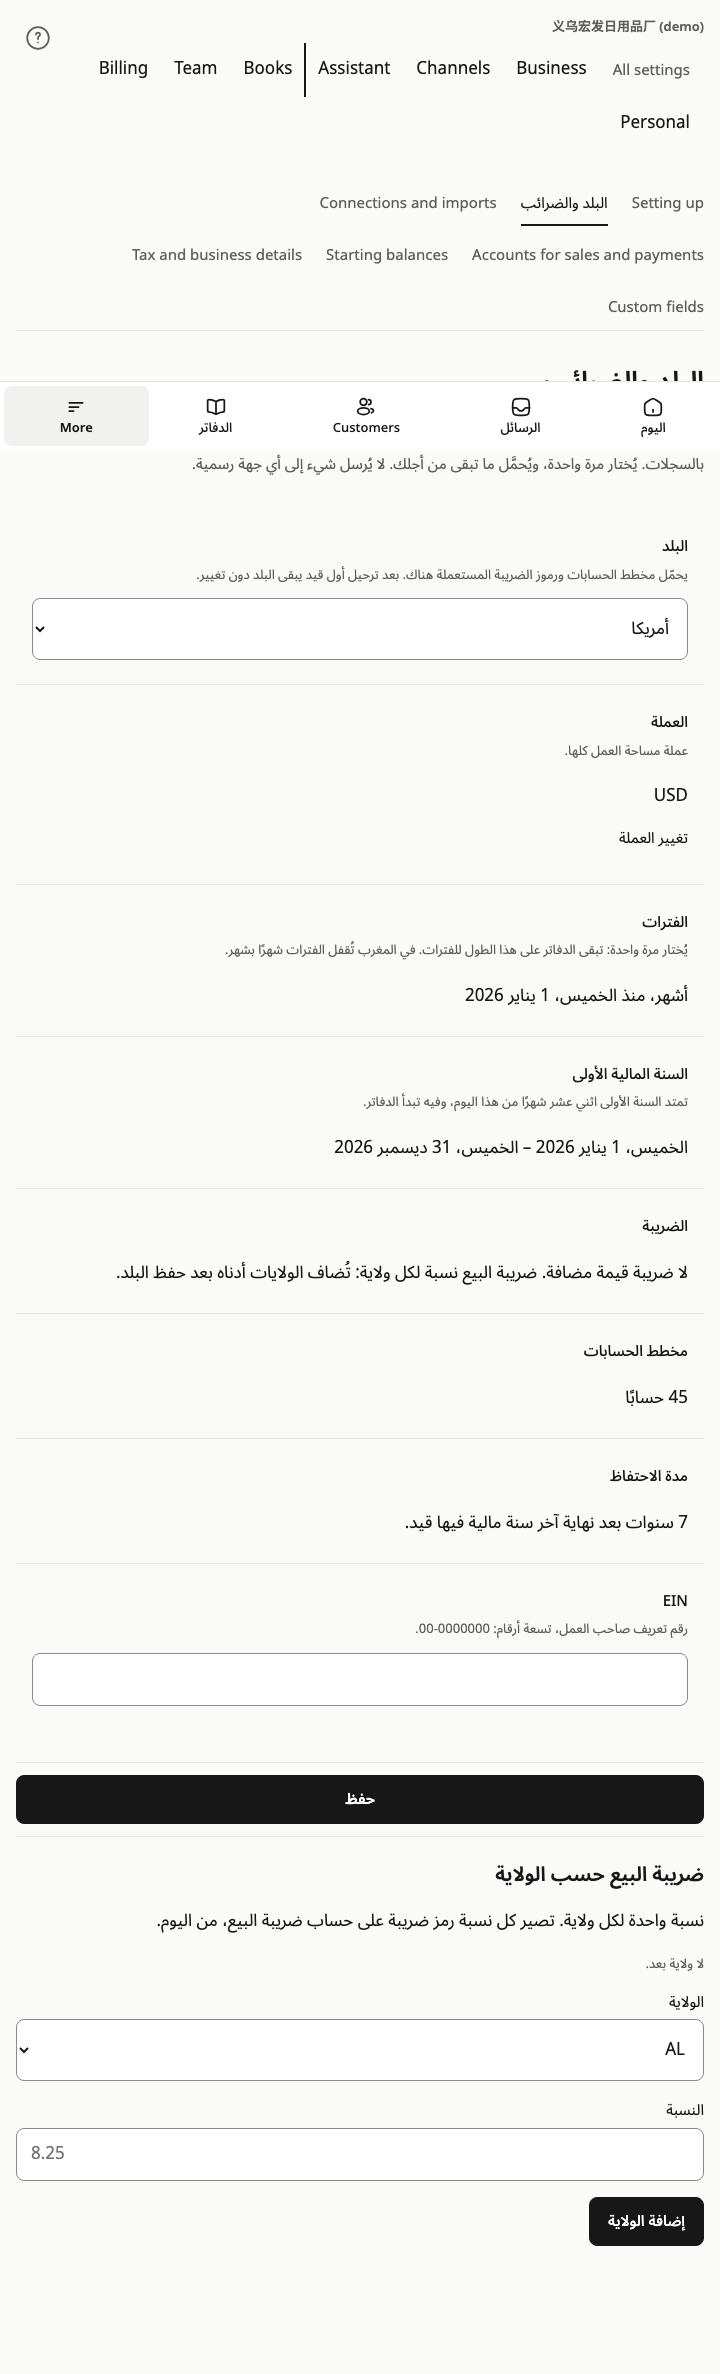 义乌宏发日用品厂 (demo)
All settings Business Channels Assistant Books Team Billing
Personal
Setting up البلد والضرائب Connections and imports
Accounts for sales and payments Starting balances Tax and business details
Custom fields
اليوم الرسائل Customers الدفاتر More
بالسجلات. يُختار مرة واحدة، ويُحمَّل ما تبقى من أجلك. لا يُرسل شيء إلى أي جهة رسمية.
البلد
يحمّل مخطط الحسابات ورموز الضريبة المستعملة هناك. بعد ترحيل أول قيد يبقى البلد دون تغيير.
أمريكا
العملة
عملة مساحة العمل كلها.
USD
تغيير العملة
الفترات
يُختار مرة واحدة: تبقى الدفاتر على هذا الطول للفترات. في المغرب تُقفل الفترات شهرًا بشهر.
أشهر، منذ الخميس، 1 يناير 2026
السنة المالية الأولى
تمتد السنة الأولى اثني عشر شهرًا من هذا اليوم، وفيه تبدأ الدفاتر.
الخميس، 1 يناير 2026 – الخميس، 31 ديسمبر 2026
الضريبة
لا ضريبة قيمة مضافة. ضريبة البيع نسبة لكل ولاية: تُضاف الولايات أدناه بعد حفظ البلد.
مخطط الحسابات
45 حسابًا
مدة الاحتفاظ
7 سنوات بعد نهاية آخر سنة مالية فيها قيد.
EIN
رقم تعريف صاحب العمل، تسعة أرقام: 0000000-00.
حفظ
ضريبة البيع حسب الولاية
نسبة واحدة لكل ولاية. تصير كل نسبة رمز ضريبة على حساب ضريبة البيع، من اليوم.
لا ولاية بعد.
الولاية
AL
النسبة
8.25
إضافة الولاية